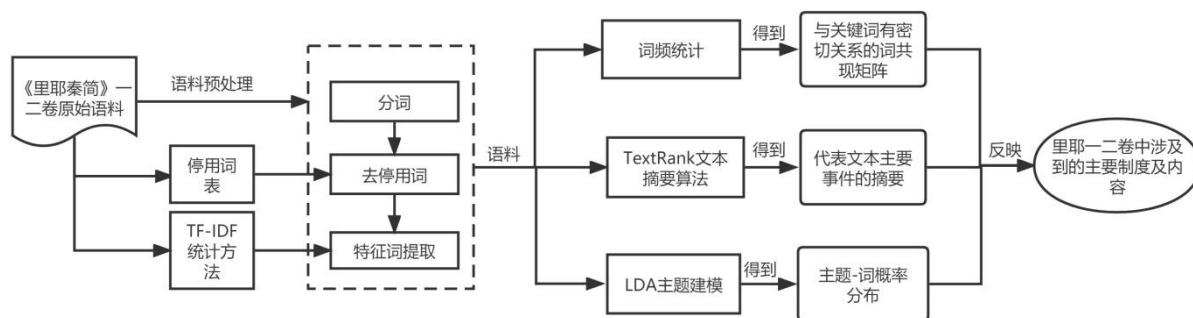 《里耶秦简》一
二卷原始语料
语料预处理
停用词
表
TF-IDF
统计方
法
分词
去停用词
特征词提取
语料
词频统计
得到
与关键词有密
切关系的词共
现矩阵
TextRank文本
摘要算法
得到
代表文本主要
事件的摘要
LDA主题建模
得到
主题-词概率
分布
反映
里耶一二卷中涉及
到的主要制度及内
容